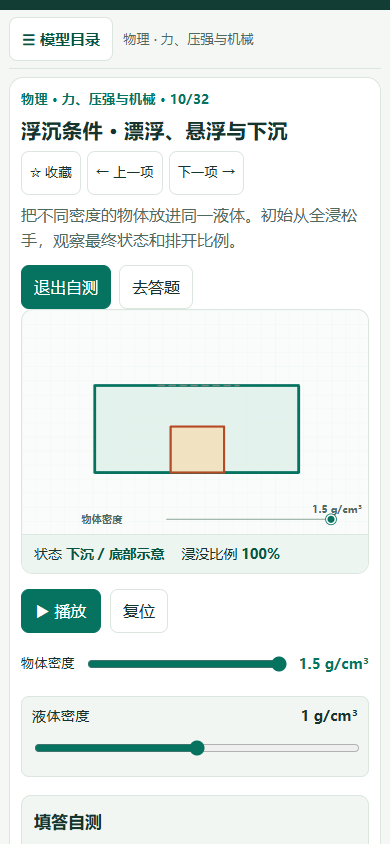 ☰ 模型目录 物理 · 力、压强与机械
物理 • 力、压强与机械 • 10/32
浮沉条件 · 漂浮、悬浮与下沉
☆ 收藏 ← 上一项 下一项 →
把不同密度的物体放进同一液体。初始从全浸松
手，观察最终状态和排开比例。
退出自测 去答题
1.5 g/cm³
物体密度
状态 下沉 / 底部示意 浸没比例 100%
▶ 播放 复位
物体密度 1.5 g/cm³
液体密度 1 g/cm³
填答自测